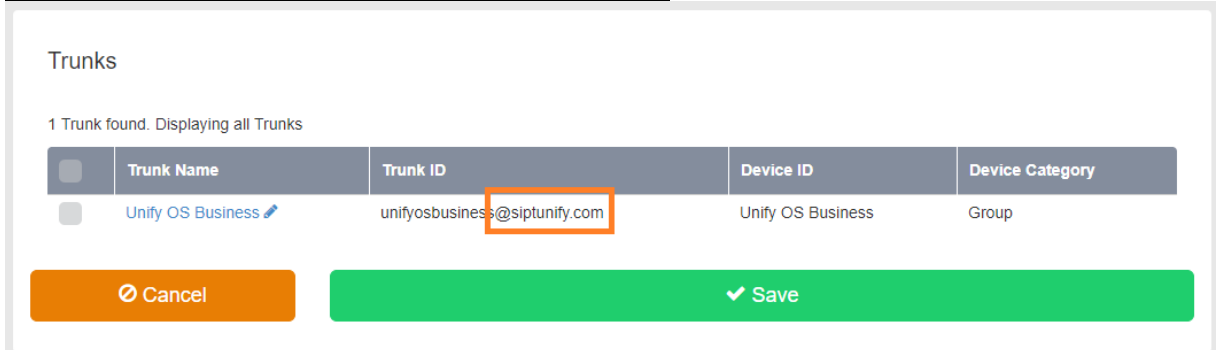 Trunks
1 Trunk found. Displaying all Trunks
Trunk Name Trunk ID Device ID Device Category
Unify OS Business unifyosbusiness@siptunify.com Unify OS Business Group
Cancel Save